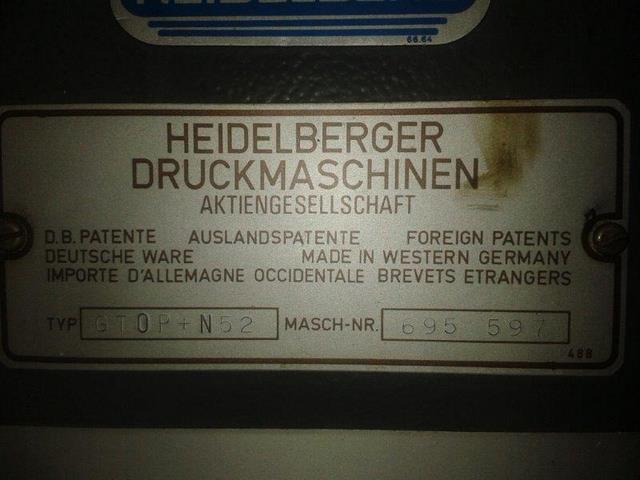 HEIDELBERG
66.64
HEIDELBERGER
DRUCKMASCHINEN
AKTIENGESELLSCHAFT
D.B. PATENTE AUSLANDSPATENTE FOREIGN PATENTS
DEUTSCHE WARE MADE IN WESTERN GERMANY
IMPORTE D'ALLEMAGNE OCCIDENTALE BREVETS ETRANGERS
TYP GTOP+N52 MASCH-NR. 695 597
488